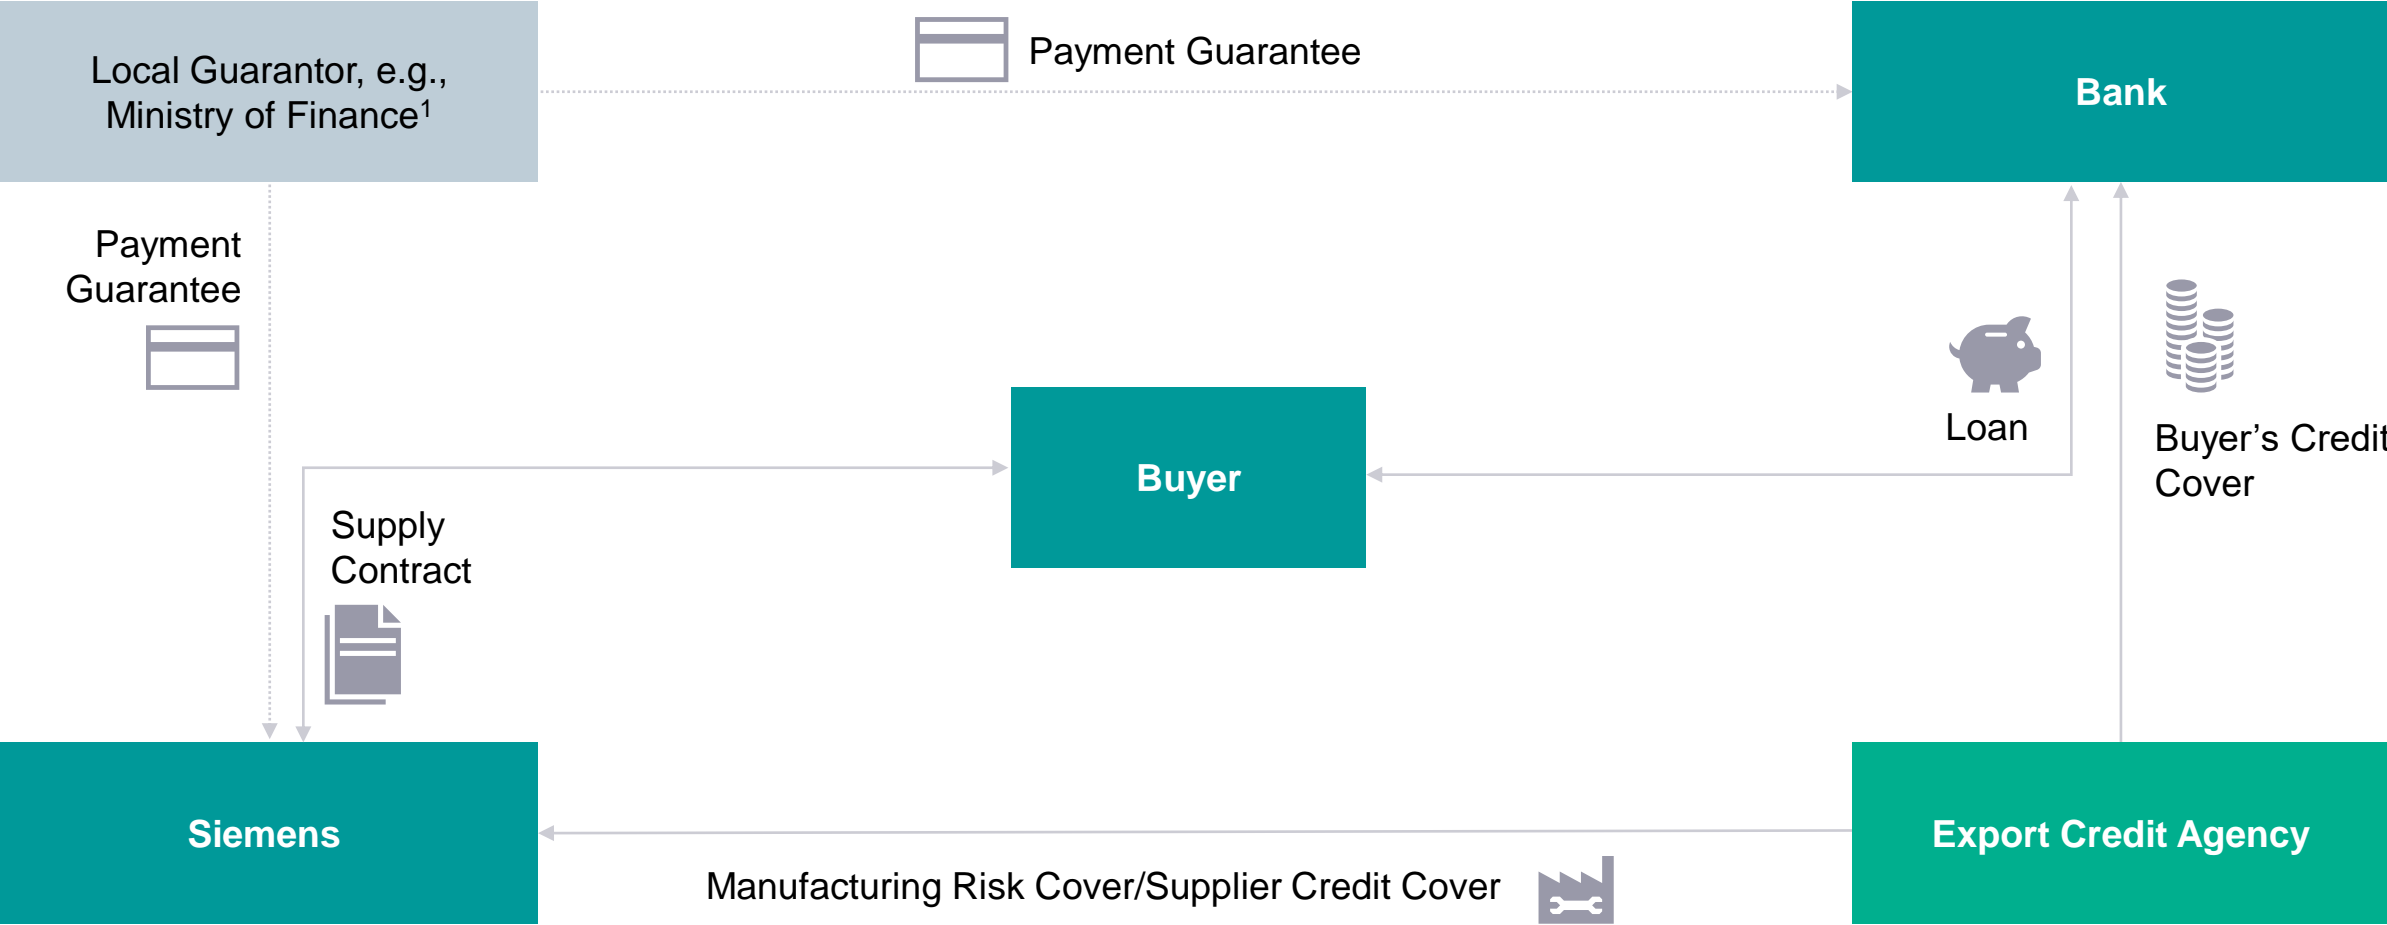 Local Guarantor, e.g.,
Ministry of Finance¹
Payment Guarantee
Bank
Payment
Guarantee
Loan
Buyer’s Credit
Cover
Buyer
Supply
Contract
Siemens
Export Credit Agency
Manufacturing Risk Cover/Supplier Credit Cover